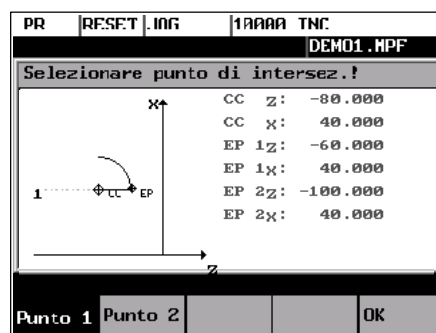 PR RESET JOG 10000 INC
DEMO1.MPF
Selezionare punto di intersez.!
X
CC Z: -80.000
CC X: 40.000
EP 1Z: -60.000
EP 1X: 40.000
EP 2Z: -100.000
EP 2X: 40.000
1 CC EP
Z
Punto 1 Punto 2 OK